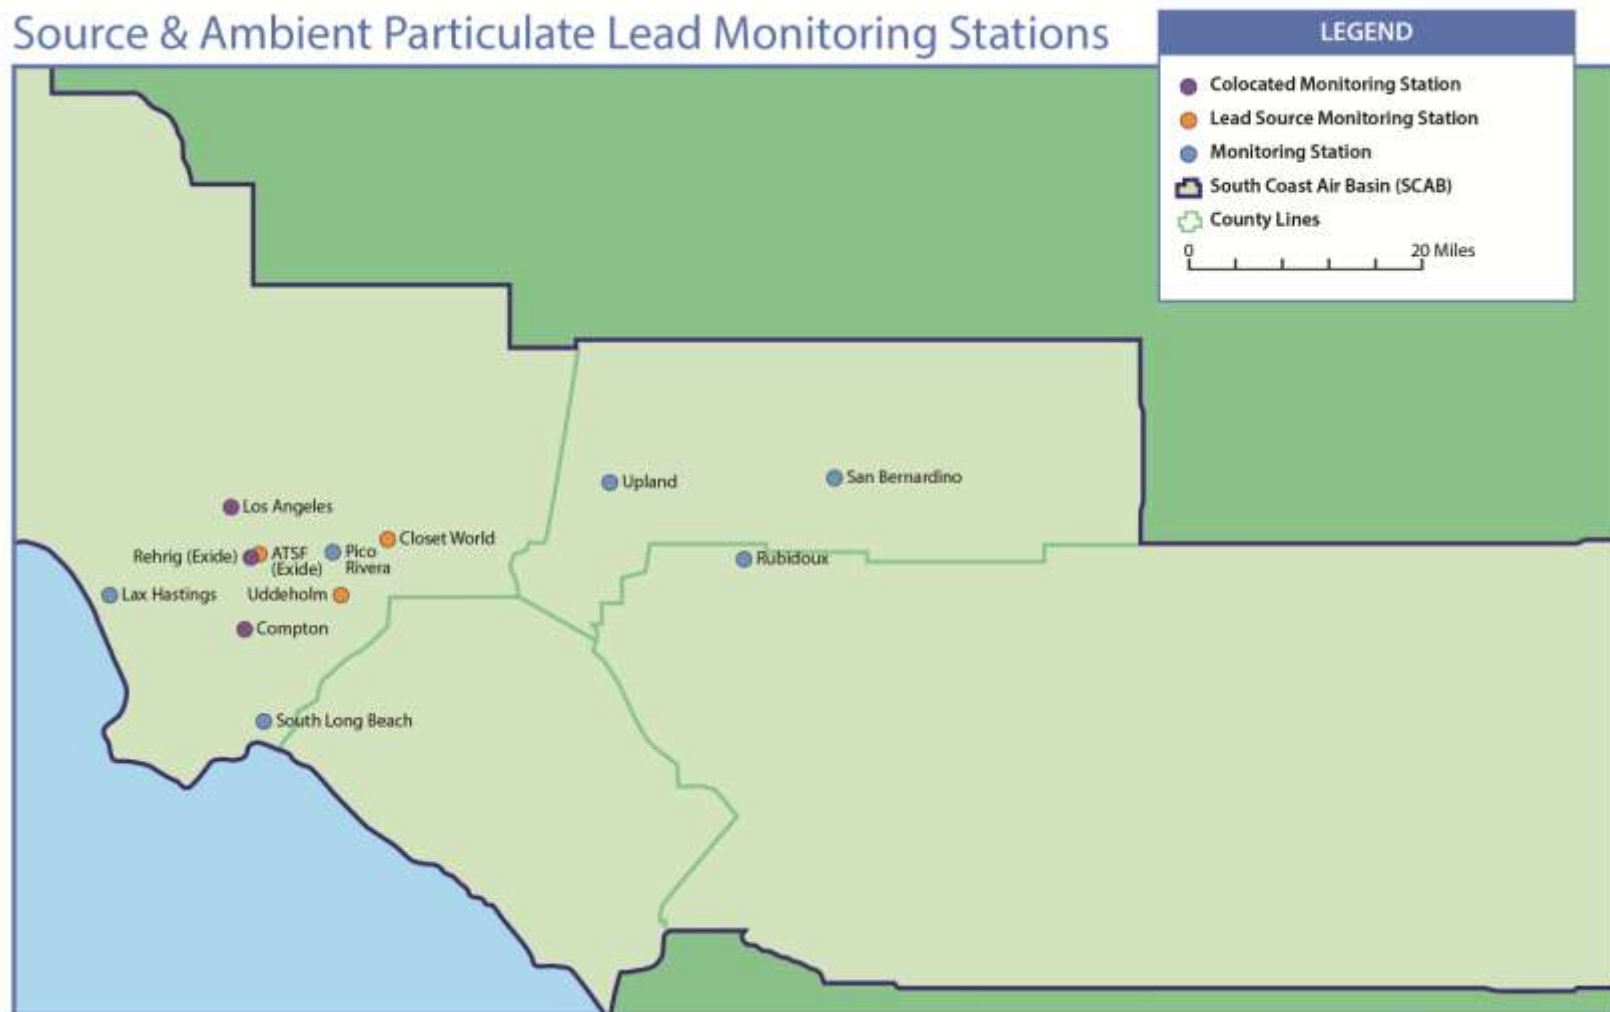 Source & Ambient Particulate Lead Monitoring Stations
LEGEND
Colocated Monitoring Station
Lead Source Monitoring Station
Monitoring Station
South Coast Air Basin (SCAB)
County Lines
0 20 Miles
Upland
San Bernardino
Los Angeles
Closet World
Rehrig (Exide)
ATSF
(Exide)
Pico
Rivera
Rubidoux
Lax Hastings
Uddeholm
Compton
South Long Beach